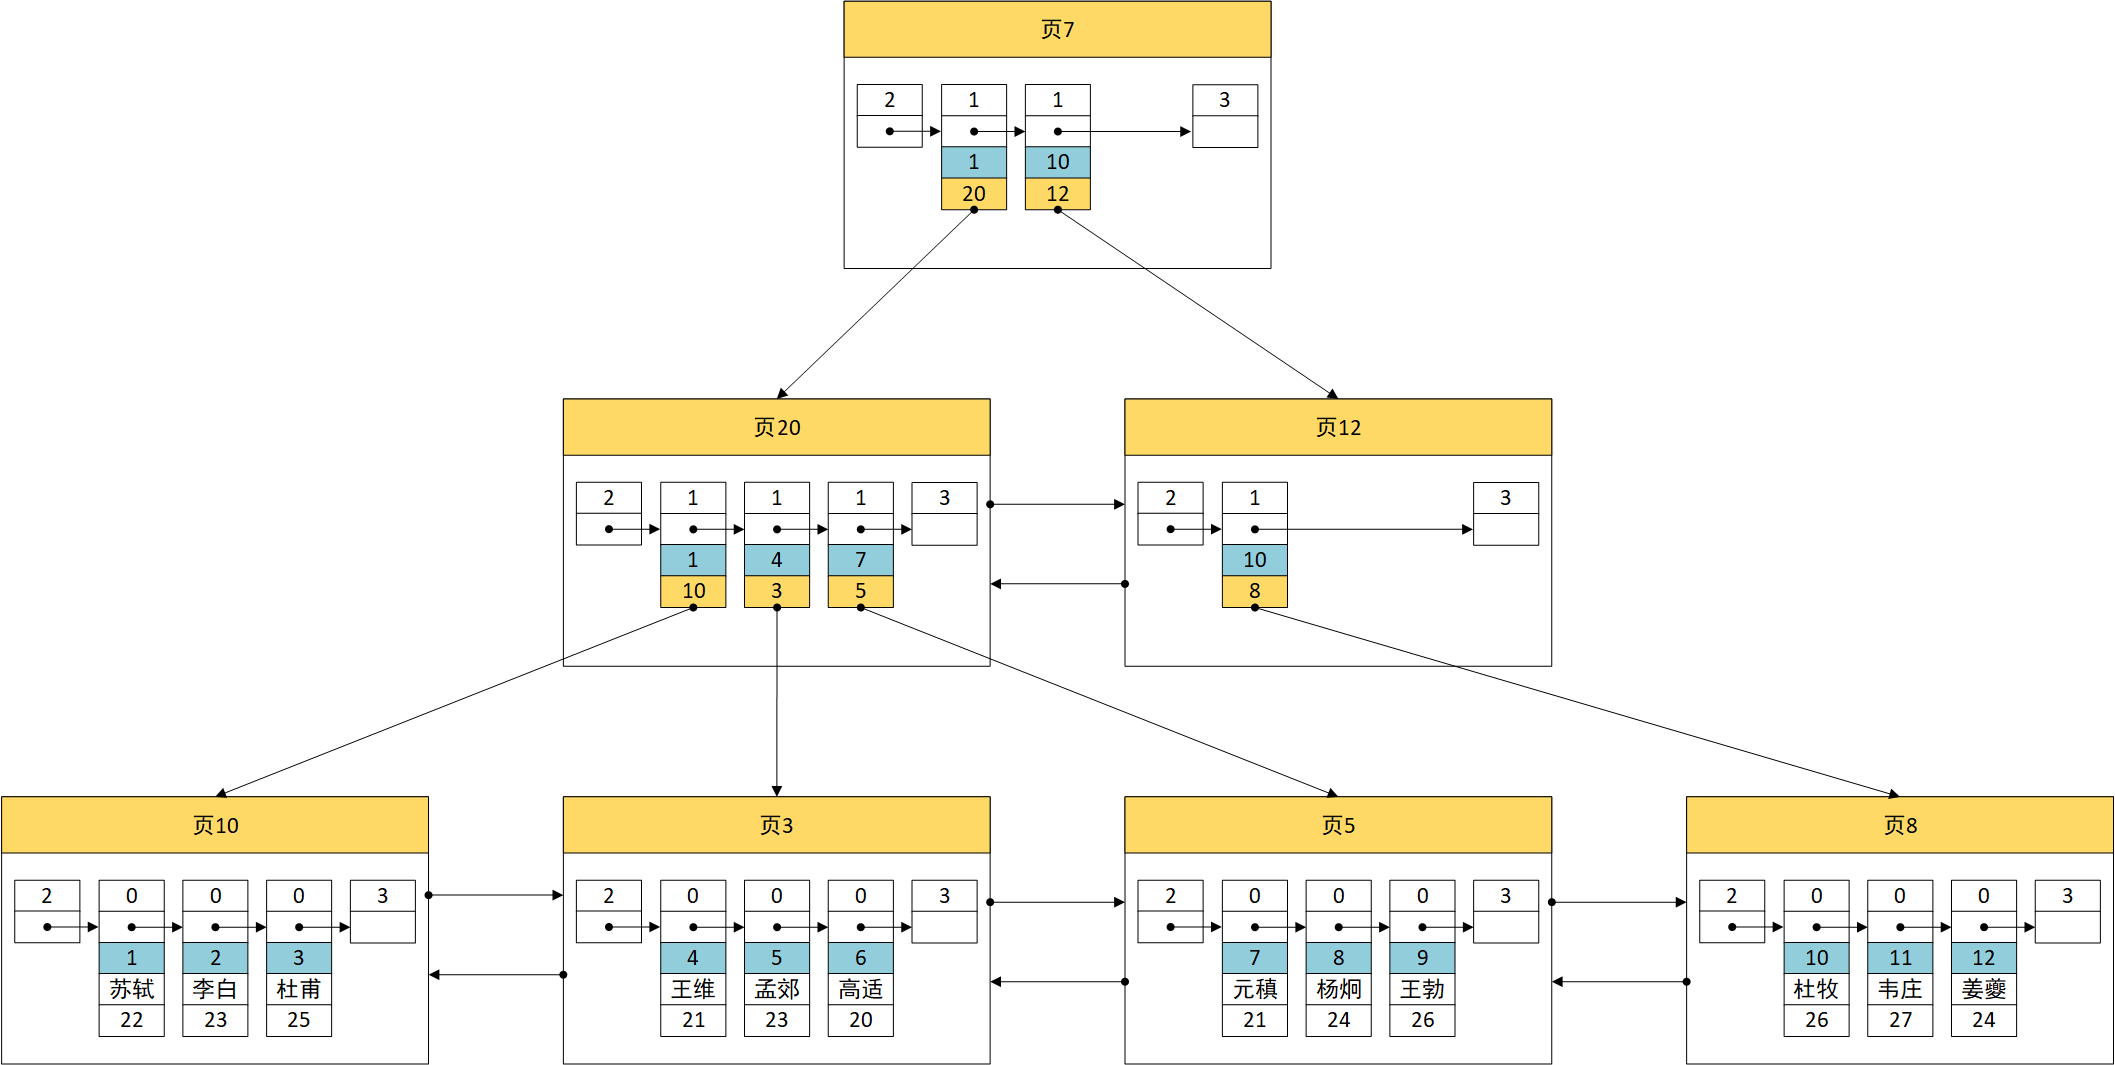 页7
2 1 1 3
1 10
20 12
页20
2 1 1 1 3
1 4 7
10 3 5
页12
2 1 3
10
8
页10
2 0 0 0 3
1 2 3
苏轼 李白 杜甫
22 23 25
页3
2 0 0 0 3
4 5 6
王维 孟郊 高适
21 23 20
页5
2 0 0 0 3
7 8 9
元稹 杨炯 王勃
21 24 26
页8
2 0 0 0 3
10 11 12
杜牧 韦庄 姜夔
26 27 24